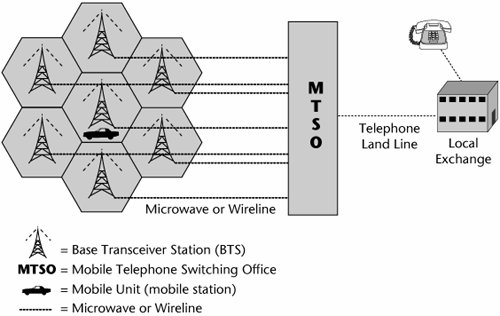 MTSO
Telephone
Land Line
Local
Exchange
Microwave or Wireline
= Base Transceiver Station (BTS)
MTSO = Mobile Telephone Switching Office
= Mobile Unit (mobile station)
= Microwave or Wireline